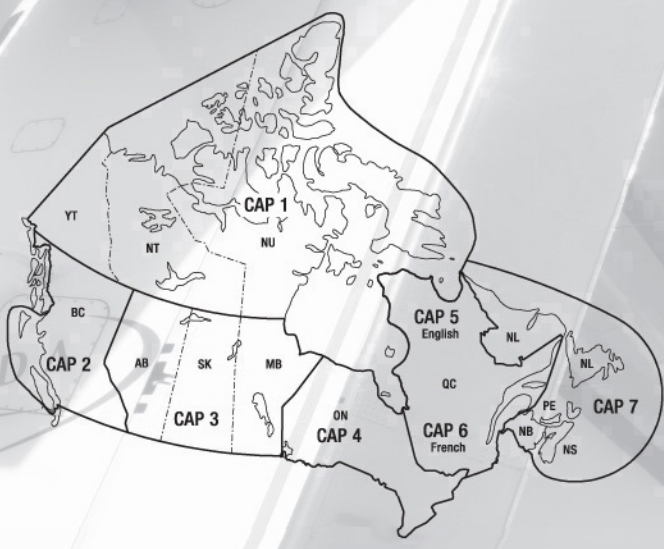 CAP 1
YT
NT
NU
BC
CAP 2
AB
SK
MB
CAP 3
ON
CAP 4
CAP 5
English
QC
CAP 6
French
NL
NL
PE
CAP 7
NB
NS